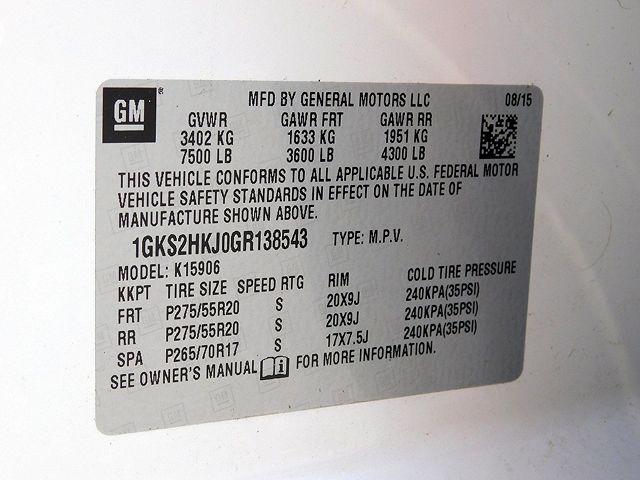 GM ®
MFD BY GENERAL MOTORS LLC 08/15
GVWR GAWR FRT GAWR RR
3402 KG 1633 KG 1951 KG
7500 LB 3600 LB 4300 LB
THIS VEHICLE CONFORMS TO ALL APPLICABLE U.S. FEDERAL MOTOR
VEHICLE SAFETY STANDARDS IN EFFECT ON THE DATE OF
MANUFACTURE SHOWN ABOVE.
1GKS2HKJ0GR138543 TYPE: M.P.V.
MODEL: K15906
KKPT TIRE SIZE SPEED RTG RIM COLD TIRE PRESSURE
FRT P275/55R20 S 20X9J 240KPA(35PSI)
RR P275/55R20 S 20X9J 240KPA(35PSI)
SPA P265/70R17 S 17X7.5J 240KPA(35PSI)
SEE OWNER'S MANUAL FOR MORE INFORMATION.